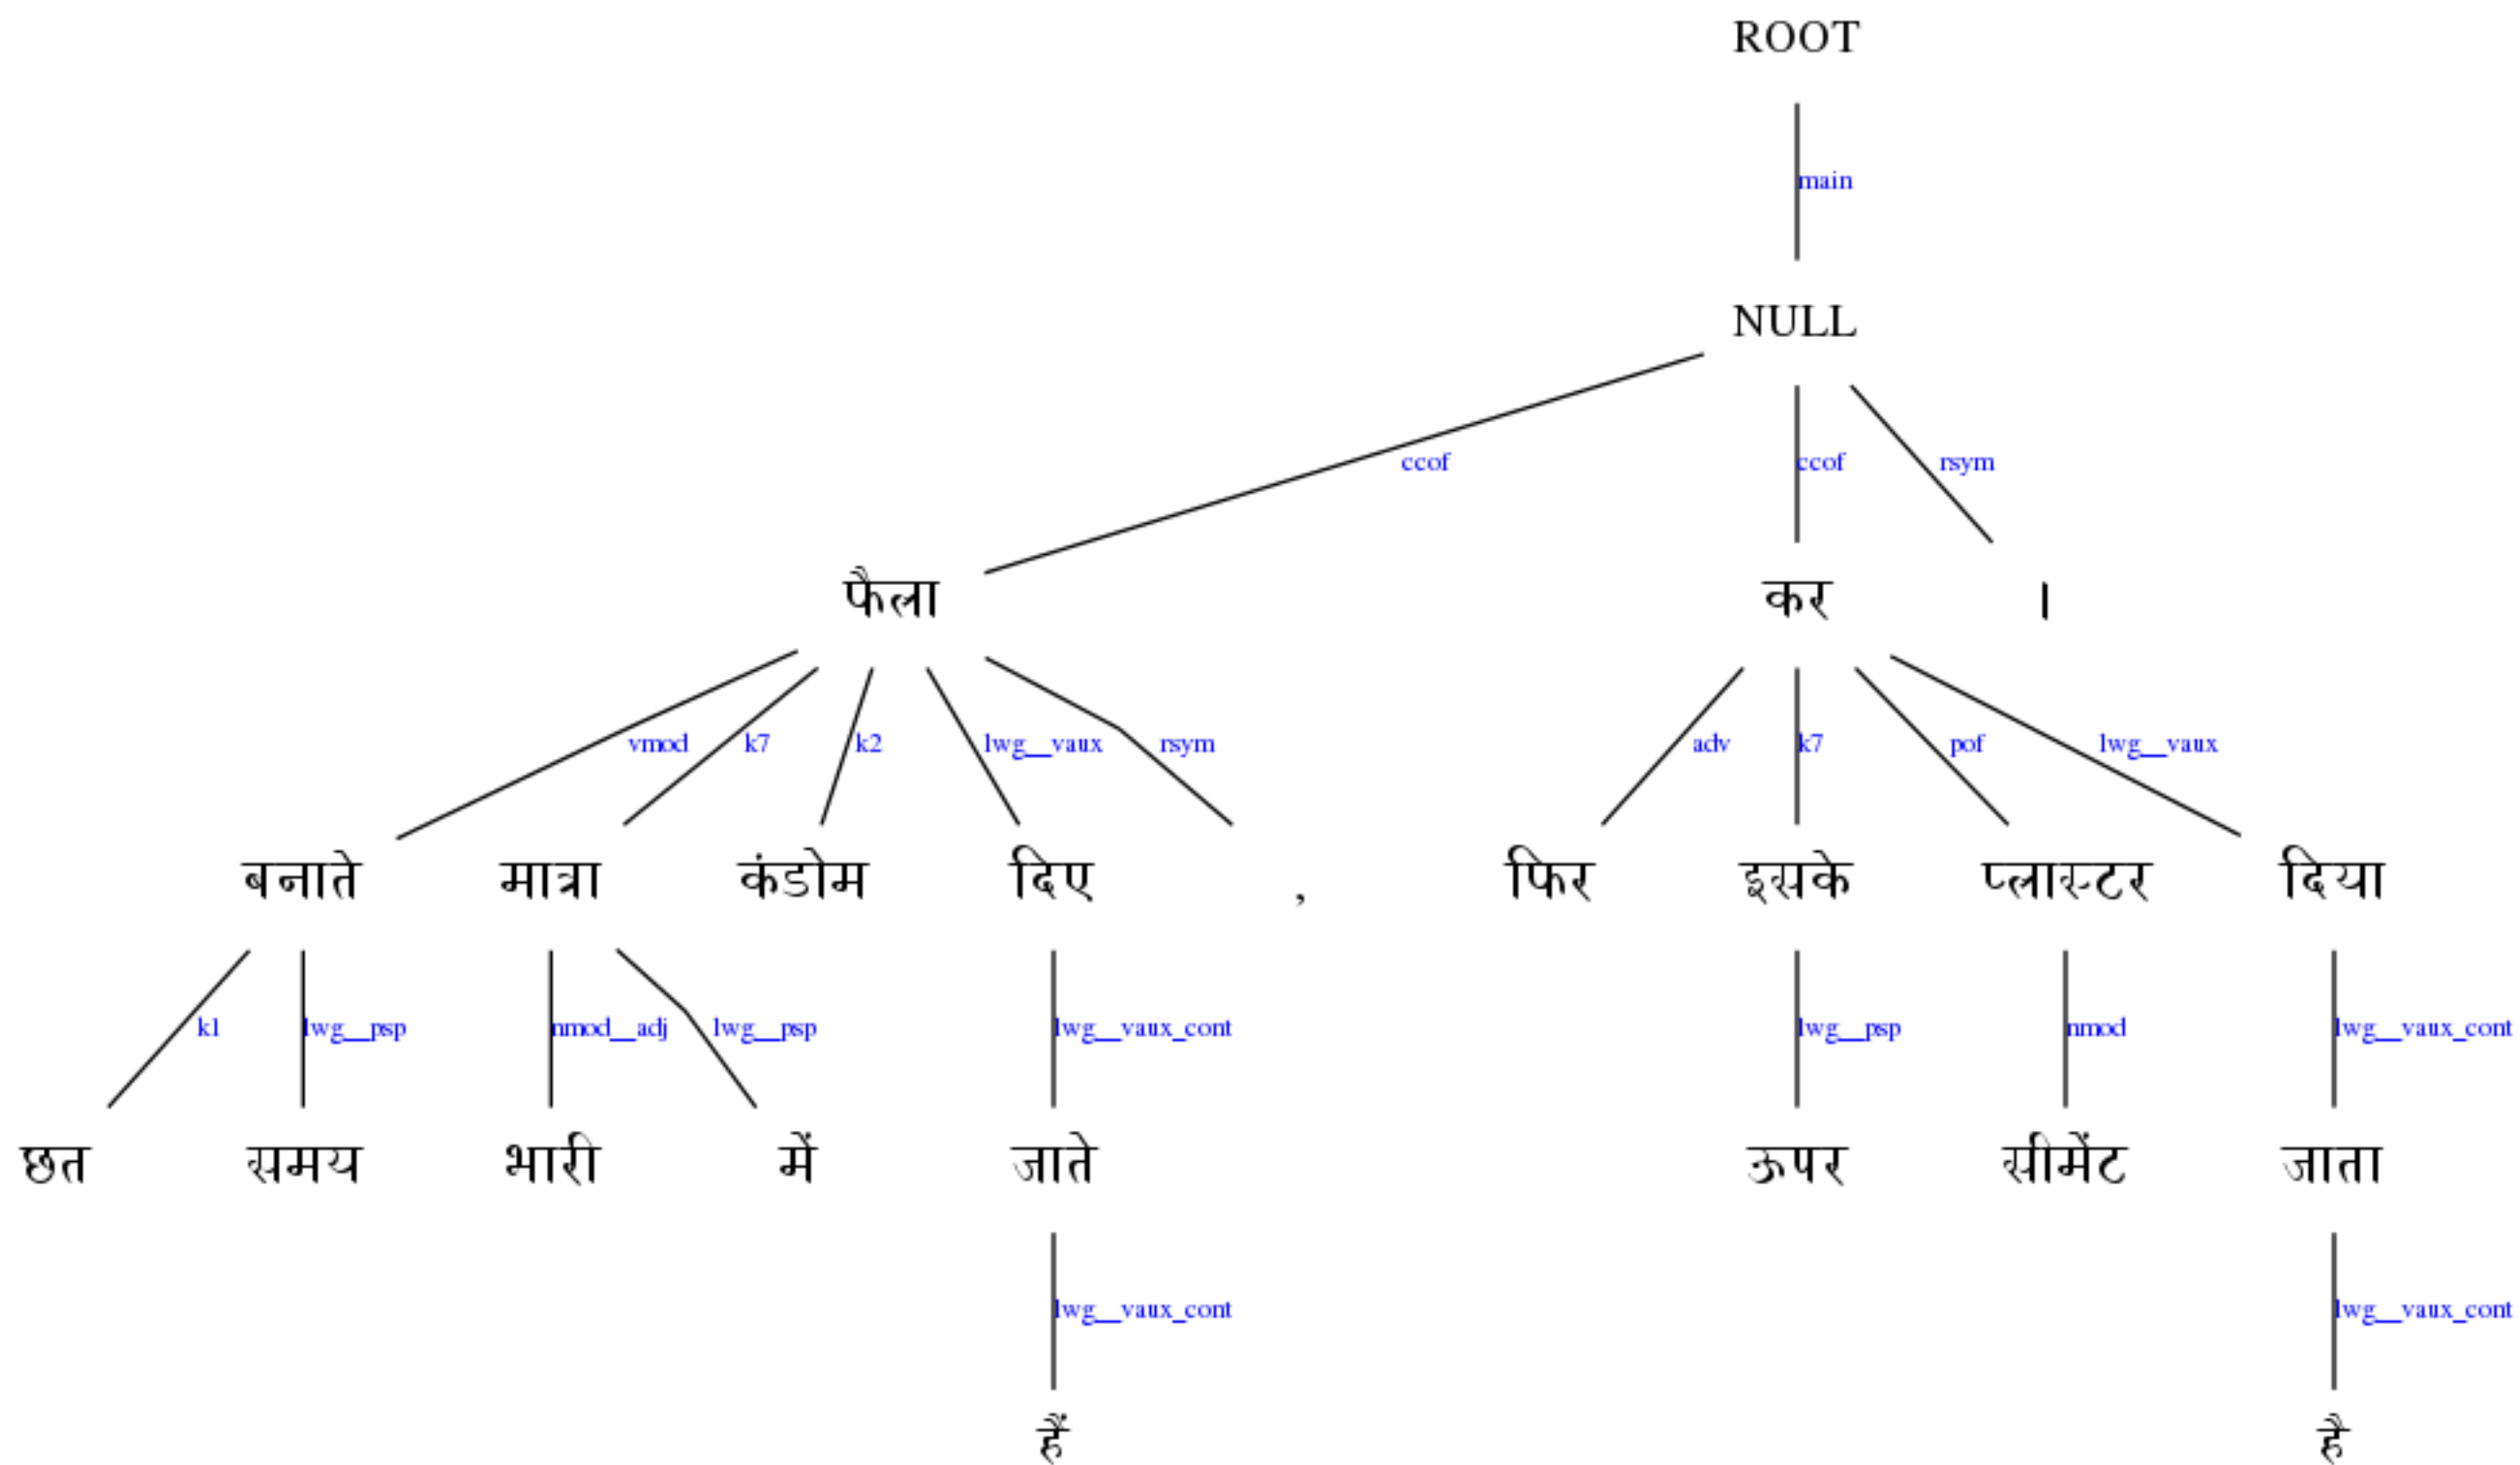 ROOT
main
NULL
ccof ccof rsym
फैला कर ।
vmod k7 k2 lwg__vaux rsym adv k7 pof lwg__vaux
बनाते मात्रा कंडोम दिए , फिर इसके प्लास्टर दिया
k1 lwg__psp nmod__adj lwg__psp lwg__vaux_cont lwg__psp nmod lwg__vaux_cont
छत समय भारी में जाते ऊपर सीमेंट जाता
lwg__vaux_cont lwg__vaux_cont
हैं है